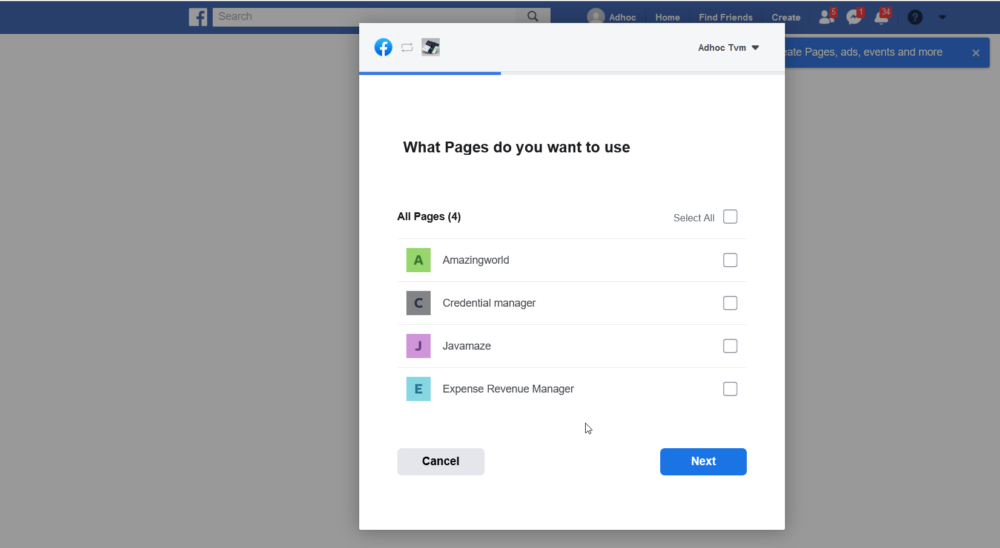 Search
Adhoc
Home
Find Friends
Create
5
1
34
?
Adhoc Tvm
Pages, ads, events and more
×
What Pages do you want to use
All Pages (4)
Select All
A
Amazingworld
C
Credential manager
J
Javamaze
E
Expense Revenue Manager
Cancel
Next